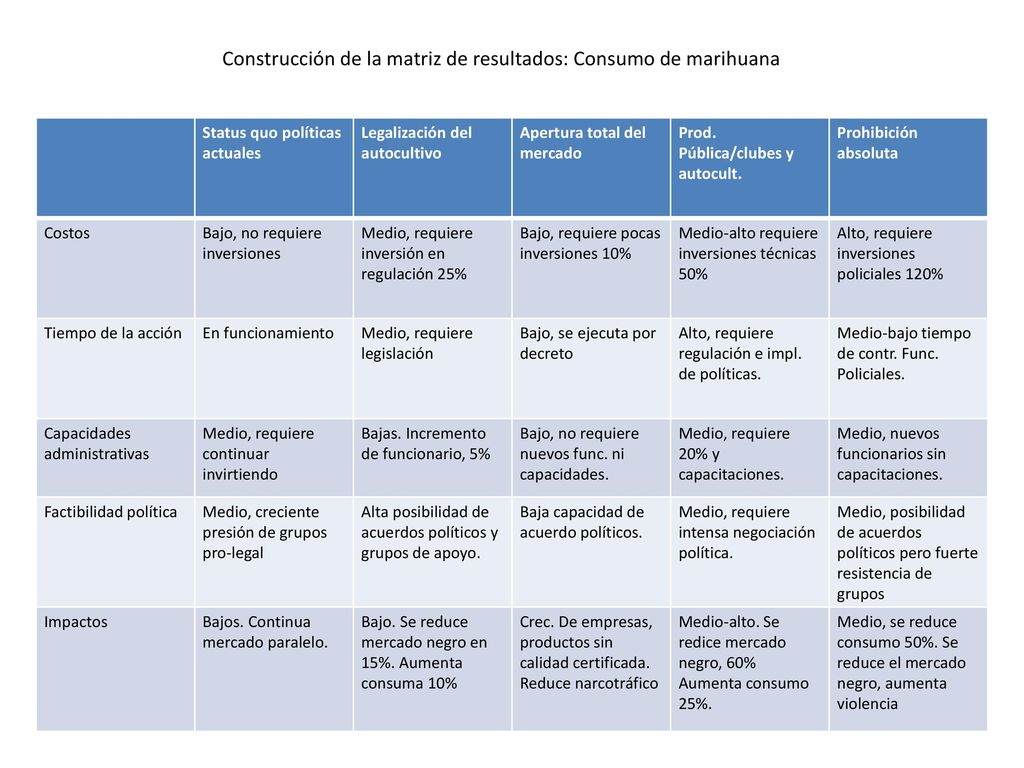 Construcción de la matriz de resultados: Consumo de marihuana
Status quo políticas
actuales
Legalización del
autocultivo
Apertura total del
mercado
Prod.
Pública/clubes y
autocult.
Prohibición
absoluta
Costos
Bajo, no requiere
inversiones
Medio, requiere
inversión en
regulación 25%
Bajo, requiere pocas
inversiones 10%
Medio-alto requiere
inversiones técnicas
50%
Alto, requiere
inversiones
policiales 120%
Tiempo de la acción
En funcionamiento
Medio, requiere
legislación
Bajo, se ejecuta por
decreto
Alto, requiere
regulación e impl.
de políticas.
Medio-bajo tiempo
de contr. Func.
Policiales.
Capacidades
administrativas
Medio, requiere
continuar
invirtiendo
Bajas. Incremento
de funcionario, 5%
Bajo, no requiere
nuevos func. ni
capacidades.
Medio, requiere
20% y
capacitaciones.
Medio, nuevos
funcionarios sin
capacitaciones.
Factibilidad política
Medio, creciente
presión de grupos
pro-legal
Alta posibilidad de
acuerdos políticos y
grupos de apoyo.
Baja capacidad de
acuerdo políticos.
Medio, requiere
intensa negociación
política.
Medio, posibilidad
de acuerdos
políticos pero fuerte
resistencia de
grupos
Impactos
Bajos. Continua
mercado paralelo.
Bajo. Se reduce
mercado negro en
15%. Aumenta
consuma 10%
Crec. De empresas,
productos sin
calidad certificada.
Reduce narcotráfico
Medio-alto. Se
redice mercado
negro, 60%
Aumenta consumo
25%.
Medio, se reduce
consumo 50%. Se
reduce el mercado
negro, aumenta
violencia